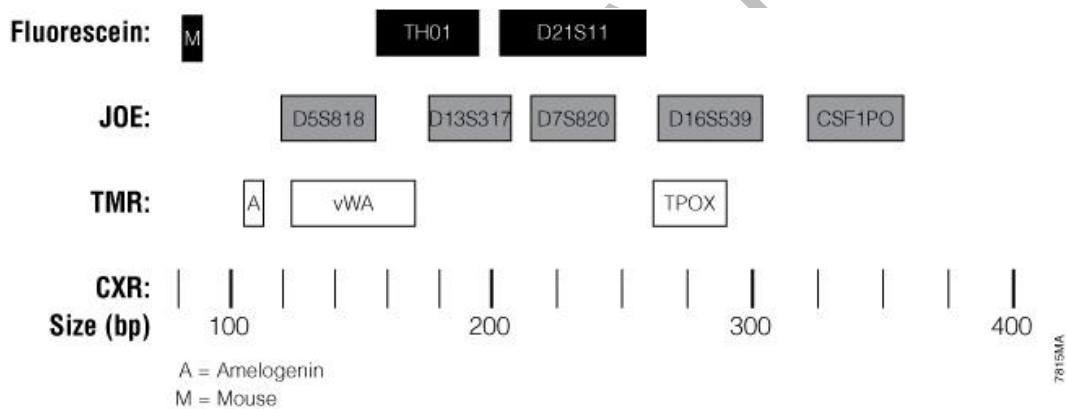 Fluorescein: M TH01 D21S11
JOE: D5S818 D13S317 D7S820 D16S539 CSF1PO
TMR: A vWA TPOX
CXR:
Size (bp) 100 200 300 400
A = Amelogenin
M = Mouse
7815MA